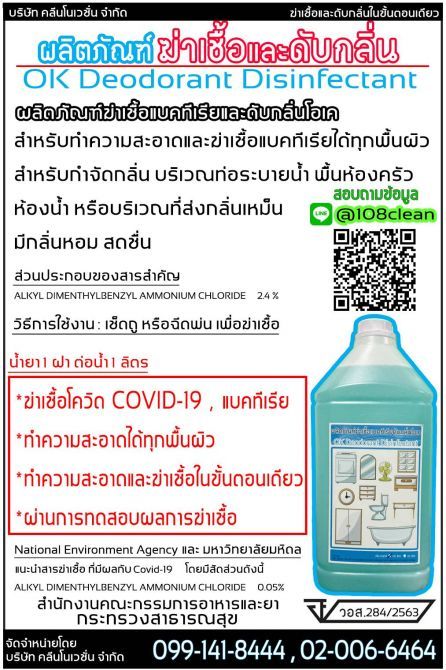 บริษัท คลีนโนเวชั่น จำกัด
ฆ่าเชื้อและดับกลิ่นในขั้นตอนเดียว
ผลิตภัณฑ์ ฆ่าเชื้อและดับกลิ่น
OK Deodorant Disinfectant
ผลิตภัณฑ์ฆ่าเชื้อแบคทีเรียและดับกลิ่นโอเค
สำหรับทำความสะอาดและฆ่าเชื้อแบคทีเรียได้ทุกพื้นผิว
สำหรับกำจัดกลิ่น บริเวณท่อระบายน้ำ พื้นห้องครัว
ห้องน้ำ หรือบริเวณที่ส่งกลิ่นเหม็น
มีกลิ่นหอม สดชื่น
สอบถามข้อมูล
LINE @108clean
ส่วนประกอบของสารสำคัญ
ALKYL DIMENTHYLBENZYL AMMONIUM CHLORIDE 2.4 %
วิธีการใช้งาน : เช็ดถู หรือฉีดพ่น เพื่อฆ่าเชื้อ
น้ำยา 1 ฝา ต่อน้ำ 1 ลิตร
*ฆ่าเชื้อโควิด COVID-19 , แบคทีเรีย
*ทำความสะอาดได้ทุกพื้นผิว
*ทำความสะอาดและฆ่าเชื้อในขั้นตอนเดียว
*ผ่านการทดสอบผลการฆ่าเชื้อ
OK Deodorant Disinfectant
National Environment Agency และ มหาวิทยาลัยมหิดล
แนะนำสารฆ่าเชื้อ ที่มีผลกับ Covid-19 โดยมีสัดส่วนดังนี้
ALKYL DIMENTHYLBENZYL AMMONIUM CHLORIDE 0.05%
สำนักงานคณะกรรมการอาหารและยา
กระทรวงสาธารณสุข
วอส.284/2563
จัดจำหน่ายโดย
บริษัท คลีนโนเวชั่น จำกัด
099-141-8444 , 02-006-6464